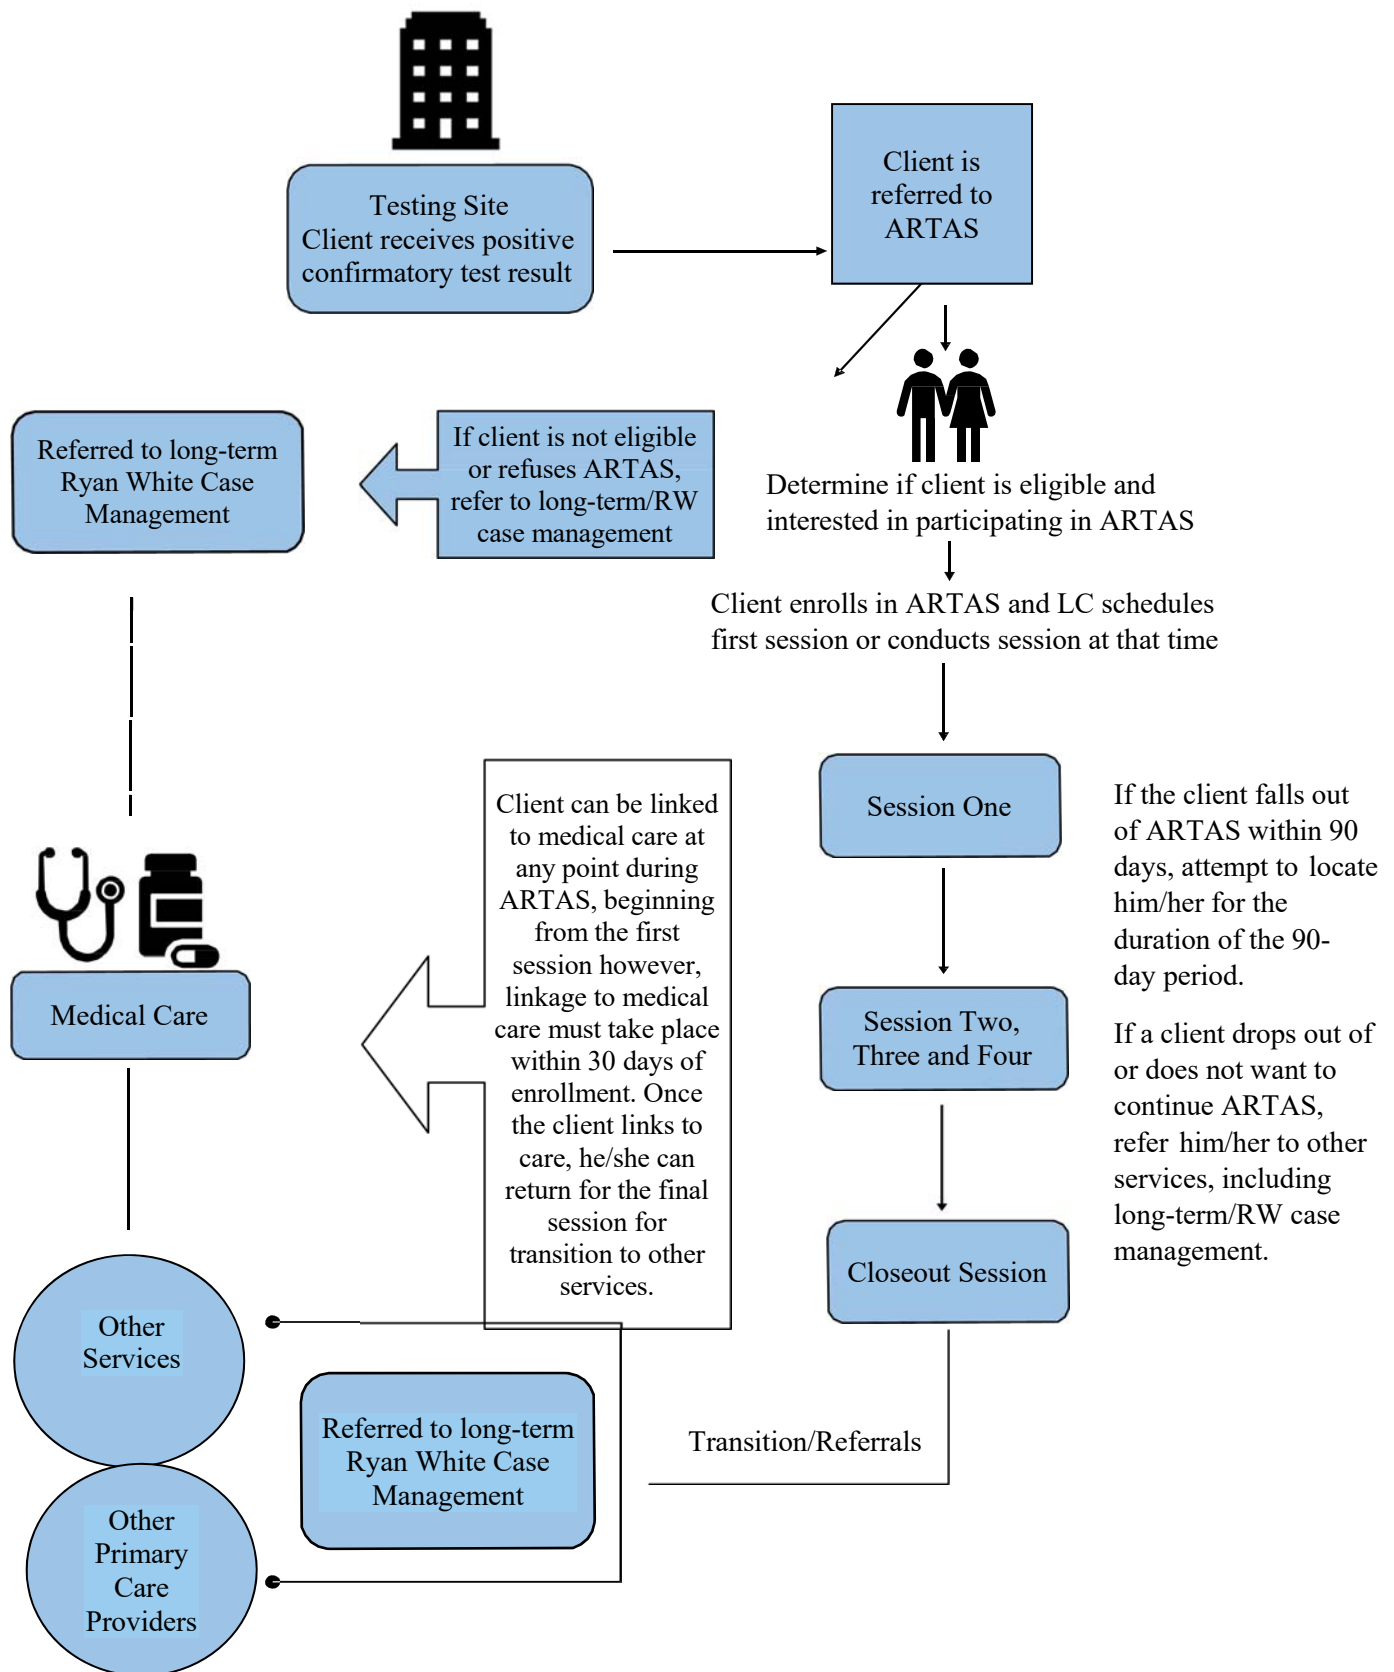 Testing Site
Client receives positive
confirmatory test result
Client is
referred to
ARTAS
Referred to long-term
Ryan White Case
Management
If client is not eligible
or refuses ARTAS,
refer to long-term/RW
case management
Determine if client is eligible and
interested in participating in ARTAS
Client enrolls in ARTAS and LC schedules
first session or conducts session at that time
Client can be linked
to medical care at
any point during
ARTAS, beginning
from the first
session however,
linkage to medical
care must take place
within 30 days of
enrollment. Once
the client links to
care, he/she can
return for the final
session for
transition to other
services.
Session One
If the client falls out
of ARTAS within 90
days, attempt to locate
him/her for the
duration of the 90-
day period.
Medical Care
Session Two,
Three and Four
If a client drops out of
or does not want to
continue ARTAS,
refer him/her to other
services, including
long-term/RW case
management.
Closeout Session
Other
Services
Referred to long-term
Ryan White Case
Management
Transition/Referrals
Other
Primary
Care
Providers